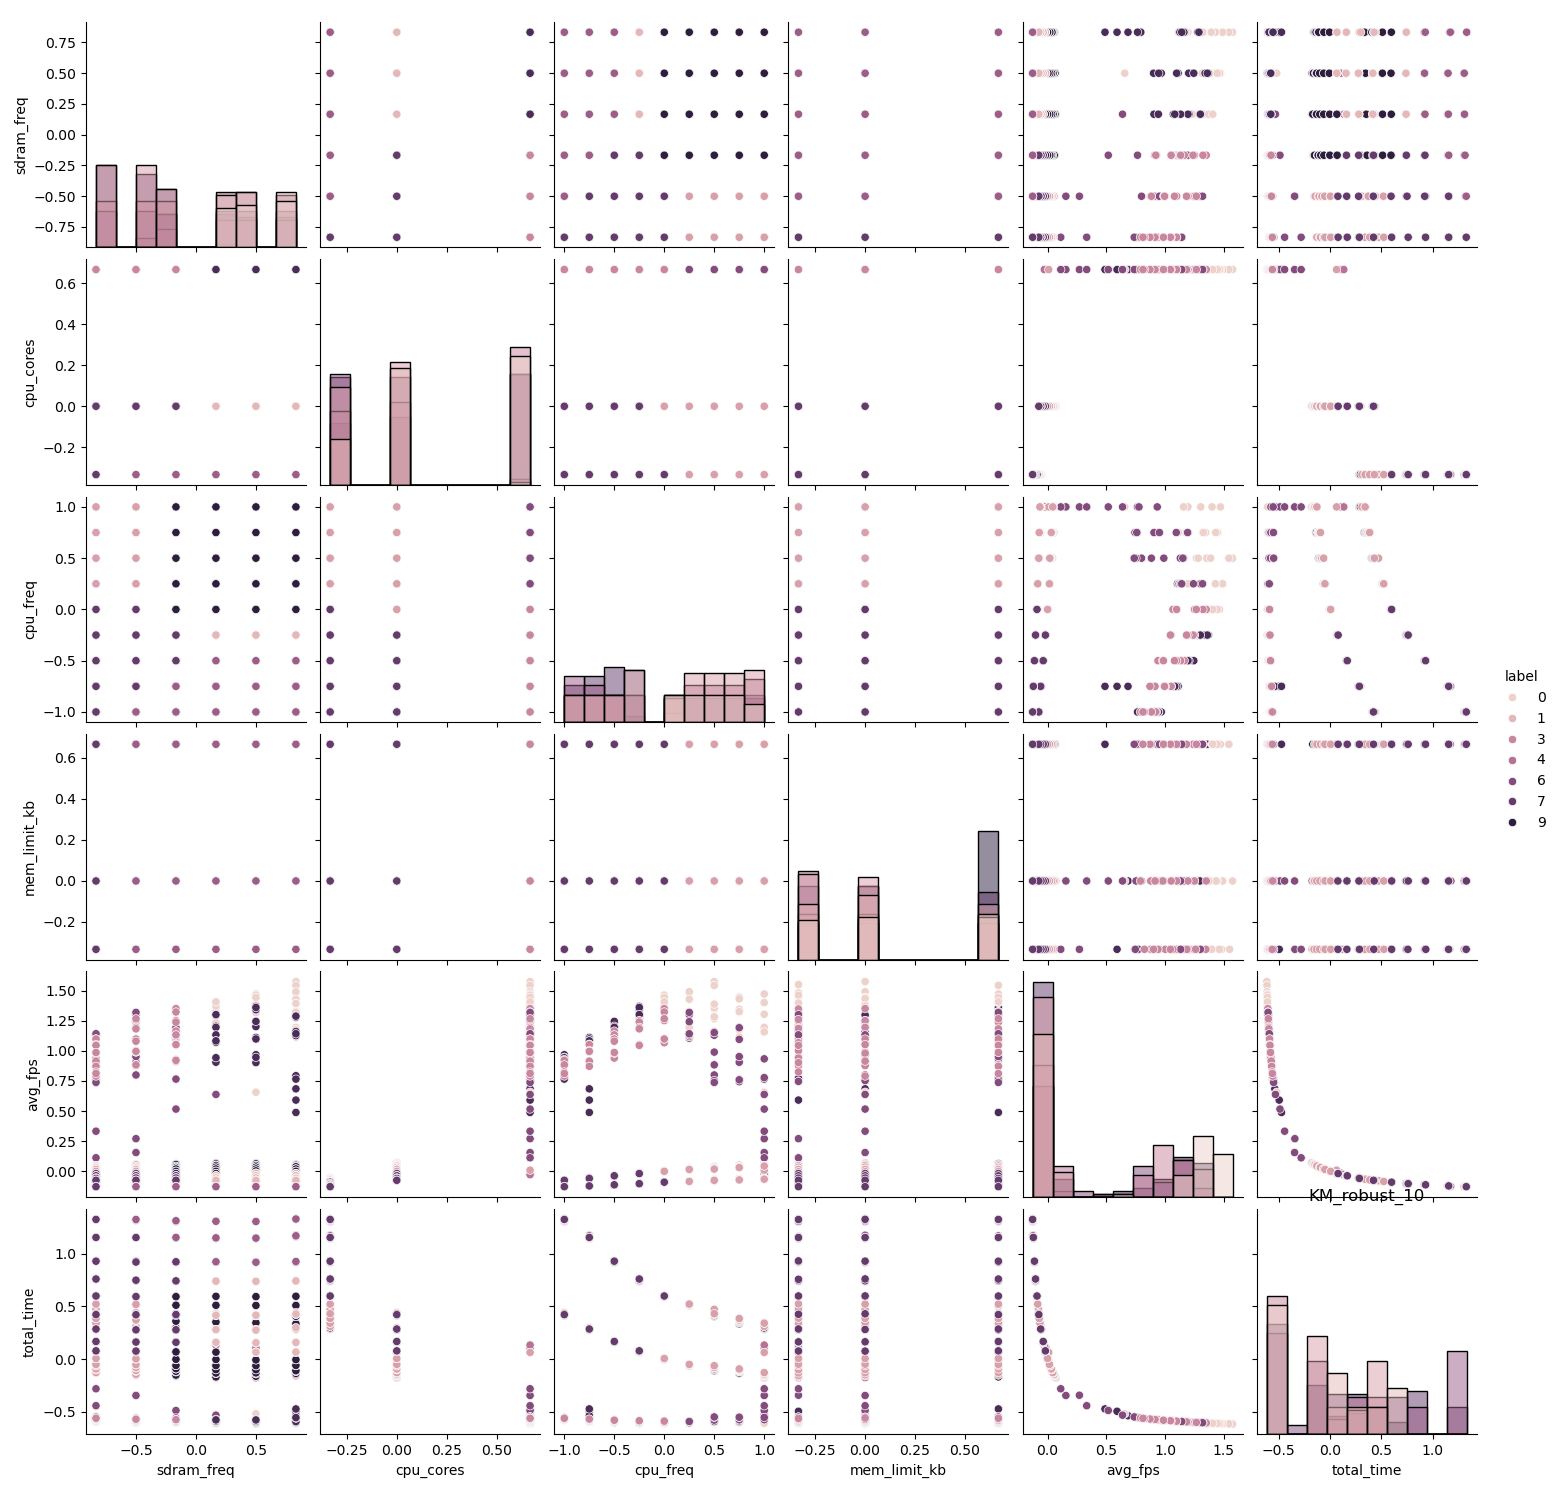 sdram_freq
0.75
0.50
0.25
0.00
−0.25
−0.50
−0.75
cpu_cores
0.6
0.4
0.2
0.0
−0.2
cpu_freq
1.0
0.5
0.0
−0.5
−1.0
label
0
1
3
4
6
7
9
mem_limit_kb
0.6
0.4
0.2
0.0
−0.2
avg_fps
1.50
1.25
1.00
0.75
0.50
0.25
0.00
KM_robust_10
total_time
1.0
0.5
0.0
−0.5
−0.5 0.0 0.5
sdram_freq
−0.25 0.00 0.25 0.50
cpu_cores
−1.0 −0.5 0.0 0.5 1.0
cpu_freq
−0.25 0.00 0.25 0.50
mem_limit_kb
0.0 0.5 1.0 1.5
avg_fps
−0.5 0.0 0.5 1.0
total_time